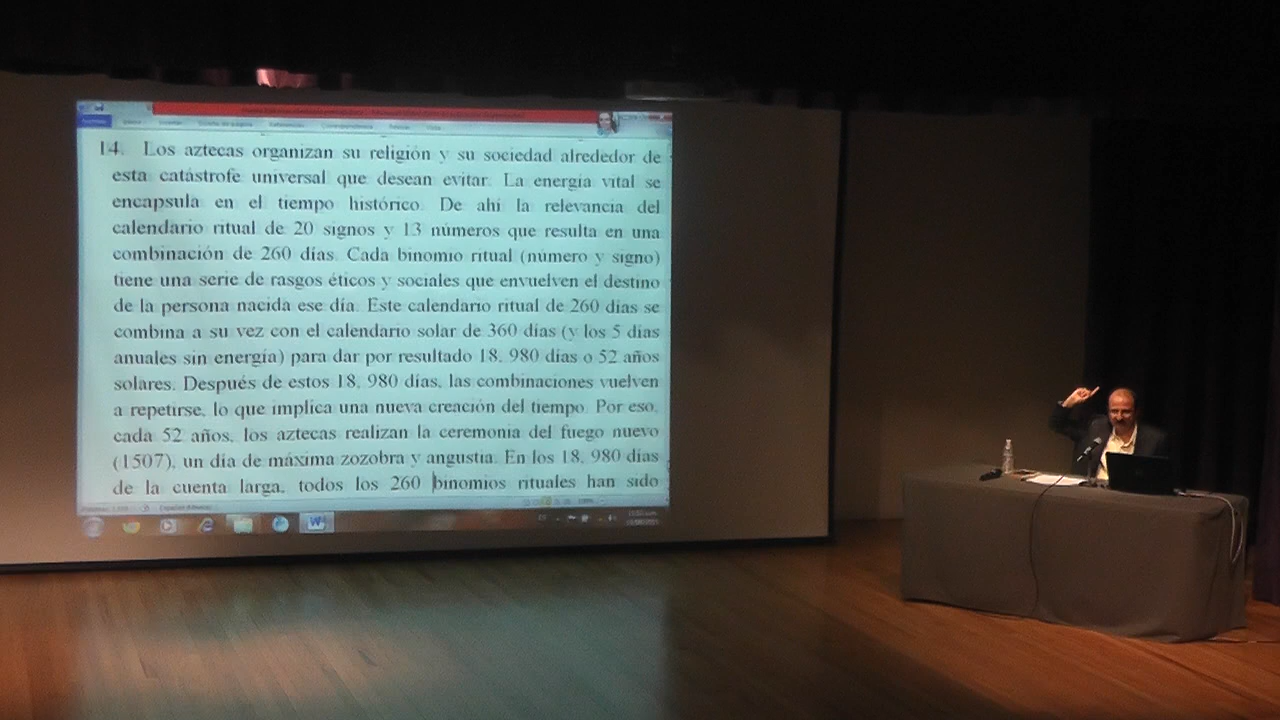 14. Los aztecas organizan su religión y su sociedad alrededor de
esta catástrofe universal que desean evitar. La energía vital se
encapsula en el tiempo histórico. De ahí la relevancia del
calendario ritual de 20 signos y 13 números que resulta en una
combinación de 260 días. Cada binomio ritual (número y signo)
tiene una serie de rasgos éticos y sociales que envuelven el destino
de la persona nacida ese día. Este calendario ritual de 260 días se
combina a su vez con el calendario solar de 360 días (y los 5 días
anuales sin energía) para dar por resultado 18, 980 días o 52 años
solares. Después de estos 18, 980 días, las combinaciones vuelven
a repetirse, lo que implica una nueva creación del tiempo. Por eso,
cada 52 años, los aztecas realizan la ceremonia del fuego nuevo
(1507), un día de máxima zozobra y angustia. En los 18, 980 días
de la cuenta larga, todos los 260 binomios rituales han sido